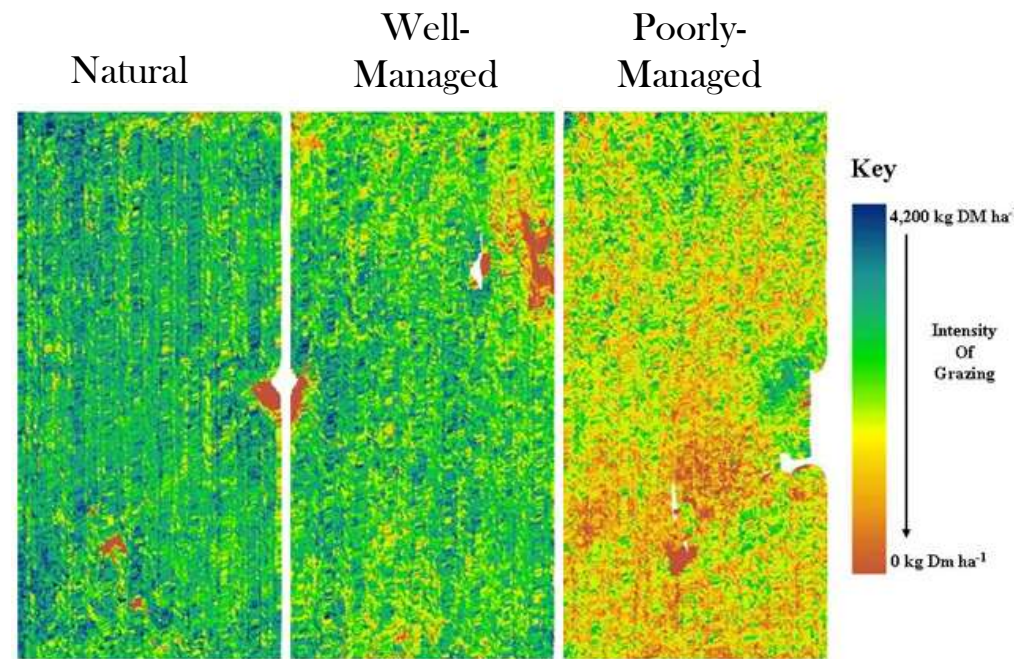 Natural
Well-
Managed
Poorly-
Managed
Key
4,200 kg DM ha⁻
Intensity
Of
Grazing
0 kg Dm ha⁻¹